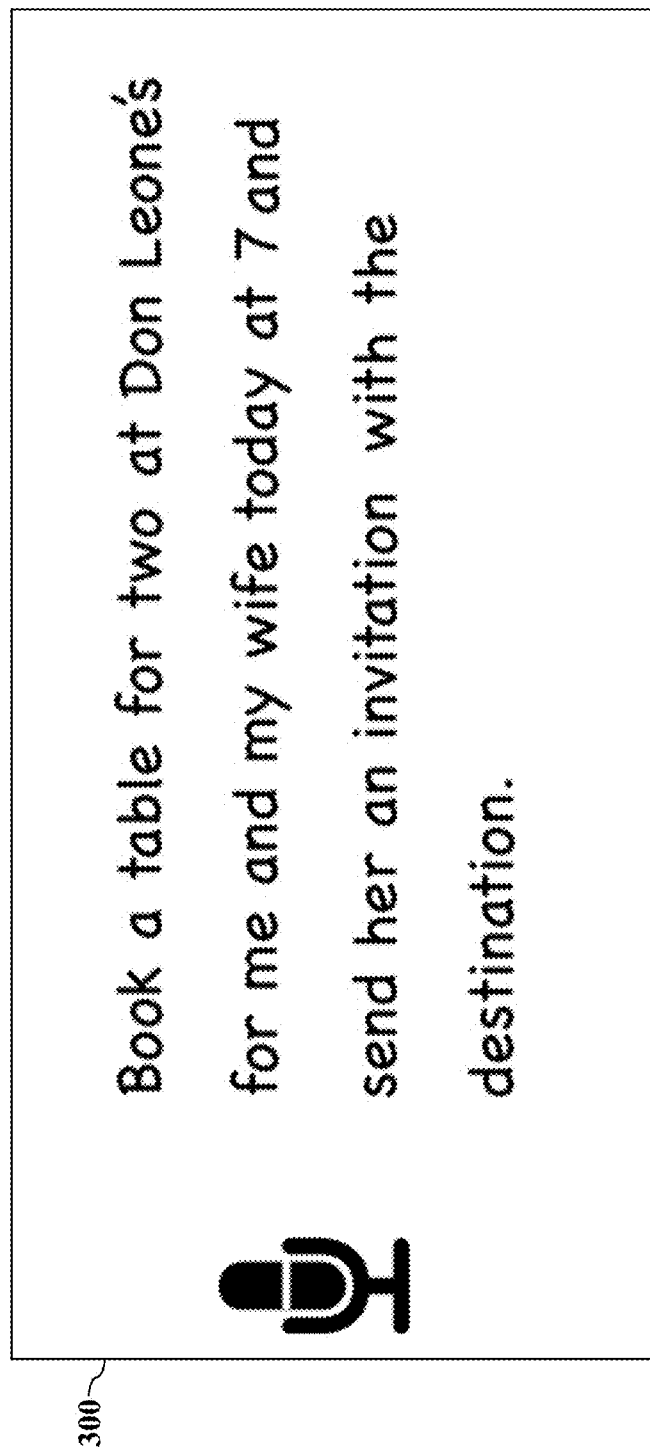 Book a table for two at Don Leone's
for me and my wife today at 7 and
send her an invitation with the
destination.
300